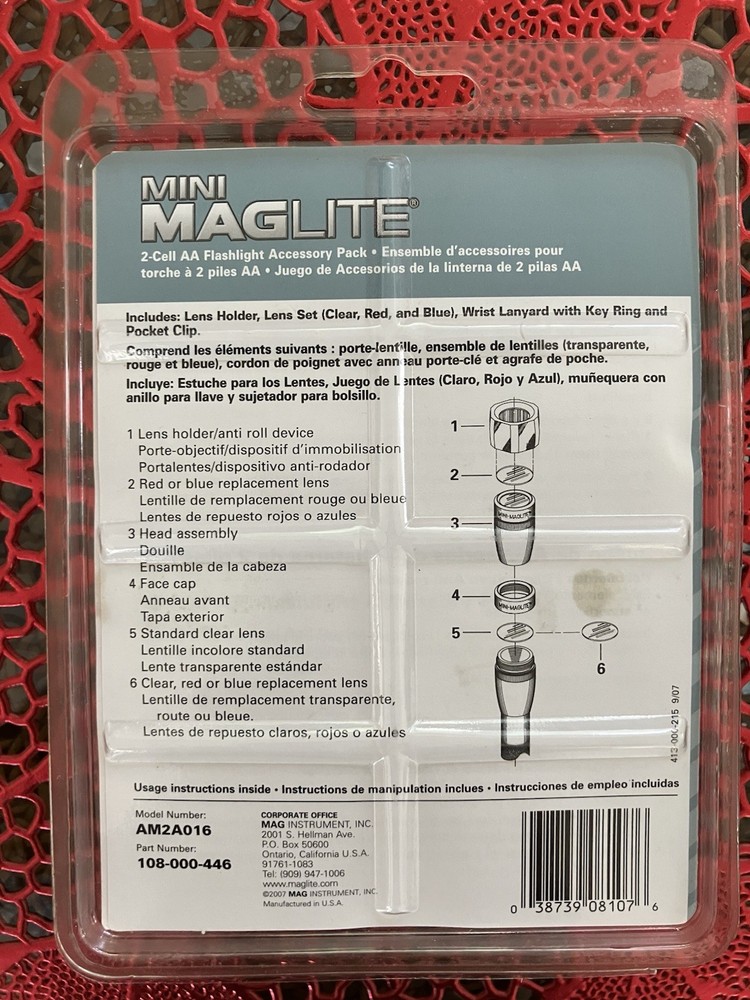 MINI
MAGLITE®
2-Cell AA Flashlight Accessory Pack • Ensemble d'accessoires pour
torche à 2 piles AA • Juego de Accesorios de la linterna de 2 pilas AA
Includes: Lens Holder, Lens Set (Clear, Red, and Blue), Wrist Lanyard with Key Ring and
Pocket Clip.
Comprend les éléments suivants : porte-lentille, ensemble de lentilles (transparente,
rouge et bleue), cordon de poignet avec anneau porte-clé et agrafe de poche.
Incluye: Estuche para los Lentes, Juego de Lentes (Claro, Rojo y Azul), muñequera con
anillo para llave y sujetador para bolsillo.
1 Lens holder/anti roll device
Porte-objectif/dispositif d'immobilisation
Portalentes/dispositivo anti-rodador
2 Red or blue replacement lens
Lentille de remplacement rouge ou bleue
Lentes de repuesto rojos o azules
3 Head assembly
Douille
Ensamble de la cabeza
4 Face cap
Anneau avant
Tapa exterior
5 Standard clear lens
Lentille incolore standard
Lente transparente estándar
6 Clear, red or blue replacement lens
Lentille de remplacement transparente,
route ou bleue.
Lentes de repuesto claros, rojos o azules
1
2
MINI-MAGLITE
3
4
MINI-MAGLITE
5
6
413-000-215 9/07
Usage instructions inside • Instructions de manipulation inclues • Instrucciones de empleo incluidas
Model Number:
AM2A016
Part Number:
108-000-446
CORPORATE OFFICE
MAG INSTRUMENT, INC.
2001 S. Hellman Ave.
P.O. Box 50600
Ontario, California U.S.A.
91761-1083
Tel: (909) 947-1006
www.maglite.com
©2007 MAG INSTRUMENT, INC.
Manufactured in U.S.A.
0 38739 08107 6